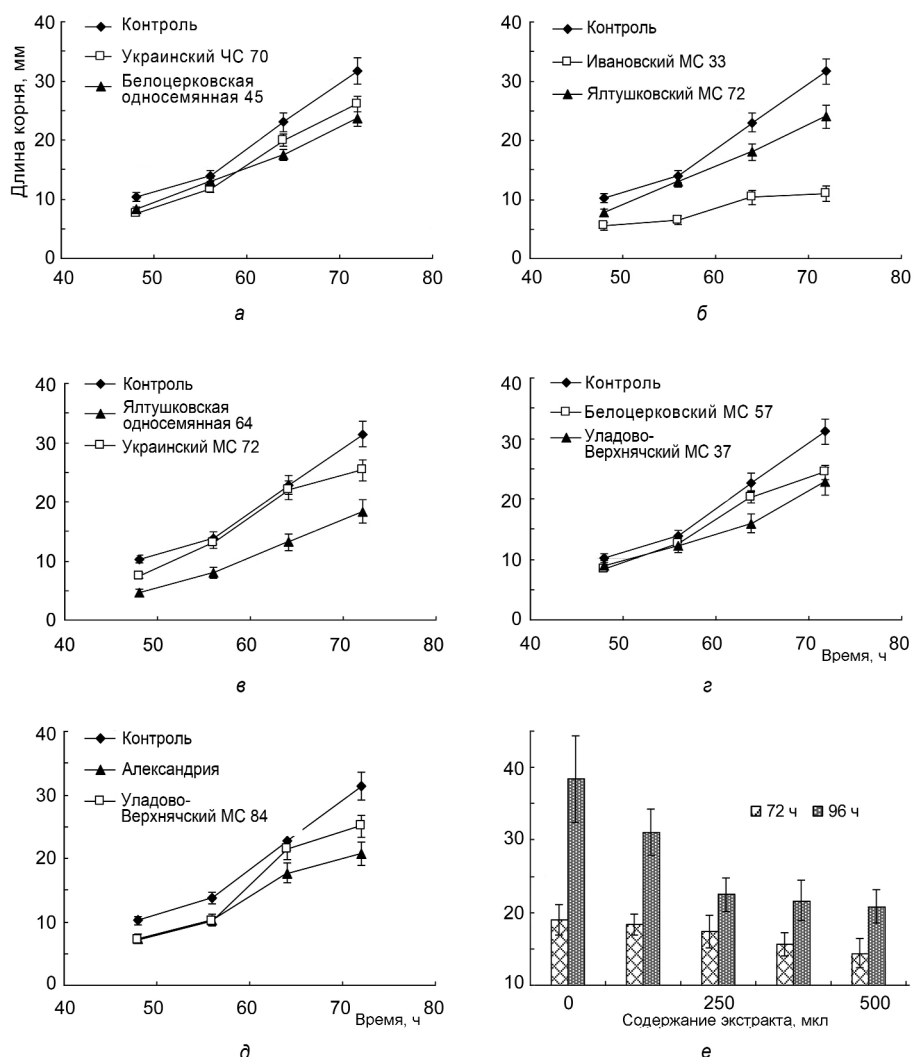 40
Контроль
Украинский ЧС 70
Белоцерковская
односемянная 45
30
20
10
0
Длина корня, мм
40 50 60 70 80
а
40
Контроль
Ивановский МС 33
Ялтушковский МС 72
30
20
10
0
40 50 60 70 80
б
40
Контроль
Ялтушковская
односемянная 64
Украинский МС 72
30
20
10
0
40 50 60 70 80
в
40
Контроль
Белоцерковский МС 57
Уладово-
Верхнячский МС 37
30
20
10
0
40 50 60 70 80
Время, ч
г
40
Контроль
Александрия
Уладово-
Верхнячский МС 84
30
20
10
0
40 50 60 70 80
Время, ч
д
40
72 ч 96 ч
30
20
10
0 250 500
Содержание экстракта, мкл
е